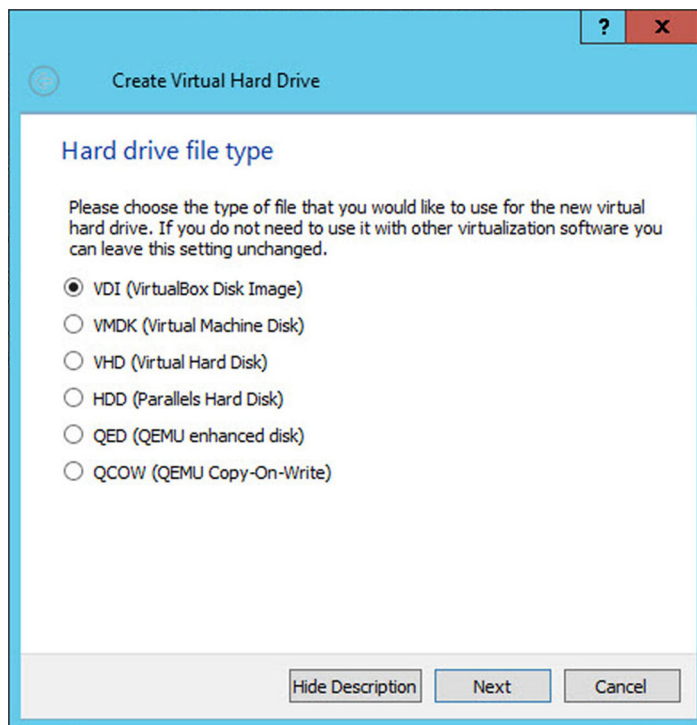 ? x
Create Virtual Hard Drive
Hard drive file type
Please choose the type of file that you would like to use for the new virtual
hard drive. If you do not need to use it with other virtualization software you
can leave this setting unchanged.
VDI (VirtualBox Disk Image)
VMDK (Virtual Machine Disk)
VHD (Virtual Hard Disk)
HDD (Parallels Hard Disk)
QED (QEMU enhanced disk)
QCOW (QEMU Copy-On-Write)
Hide Description Next Cancel